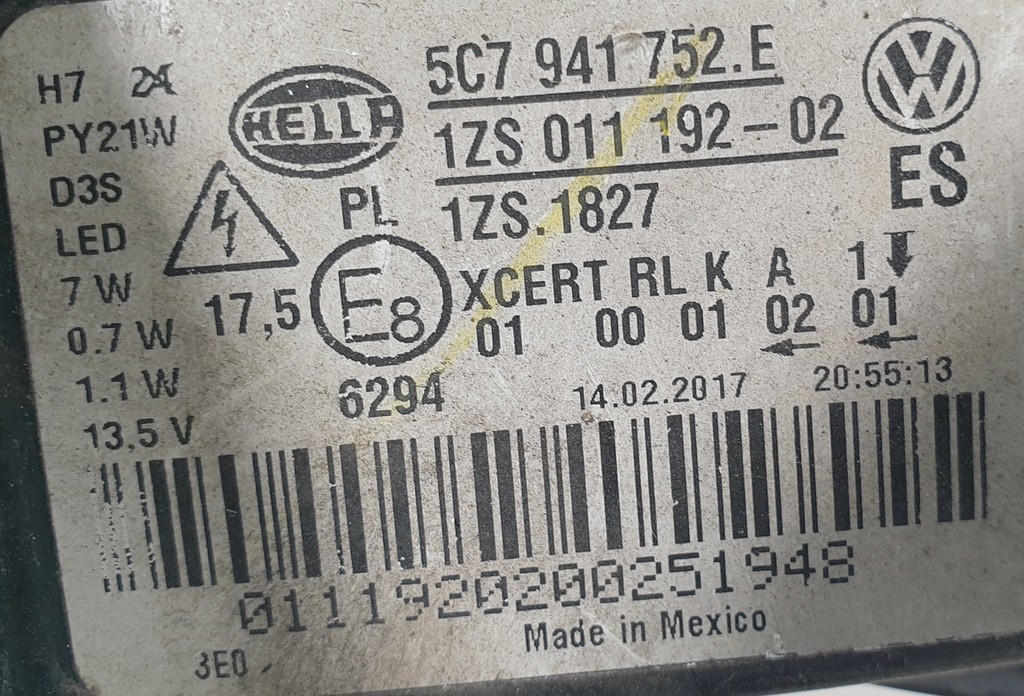 5C7 941 752.E
1ZS 011 192-02
1ZS.1827
HELLA
VW
ES
PL
H7
PY21W
D3S
LED
7 W
0.7 W
1.1 W
13,5 V
17,5
E8
6294
XCERT RL K A 1
01 00 01 02 01
14.02.2017 20:55:13
0111920200251948
Made in Mexico
3E0